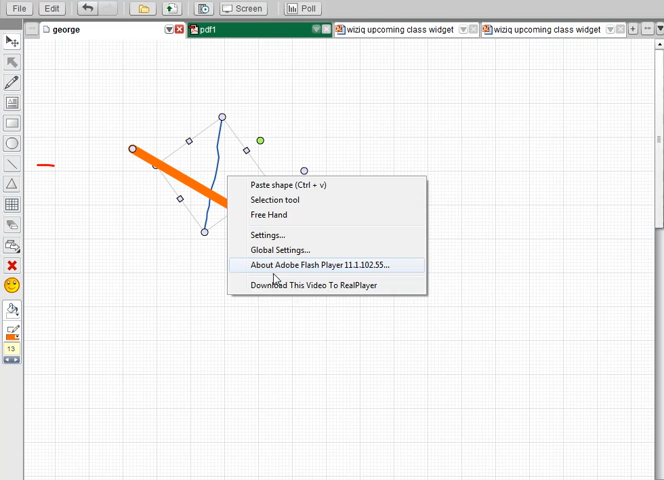 File Edit Screen Poll
george pdf1 wiziq upcoming class widget wiziq upcoming class widget
Paste shape (Ctrl + v)
Selection tool
Free Hand
Settings...
Global Settings...
About Adobe Flash Player 11.1.102.55...
Download This Video To RealPlayer
13